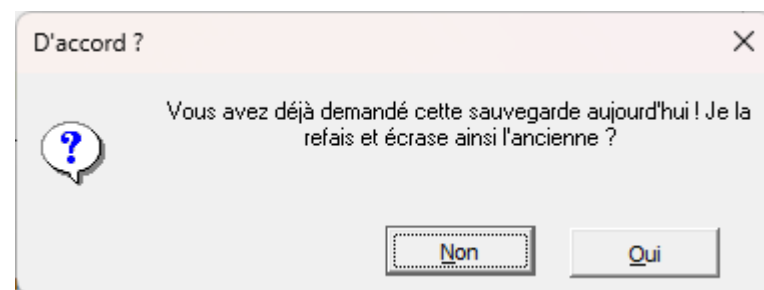 D'accord ?
Vous avez déjà demandé cette sauvegarde aujourd'hui ! Je la
refais et écrase ainsi l'ancienne ?
Non
Oui